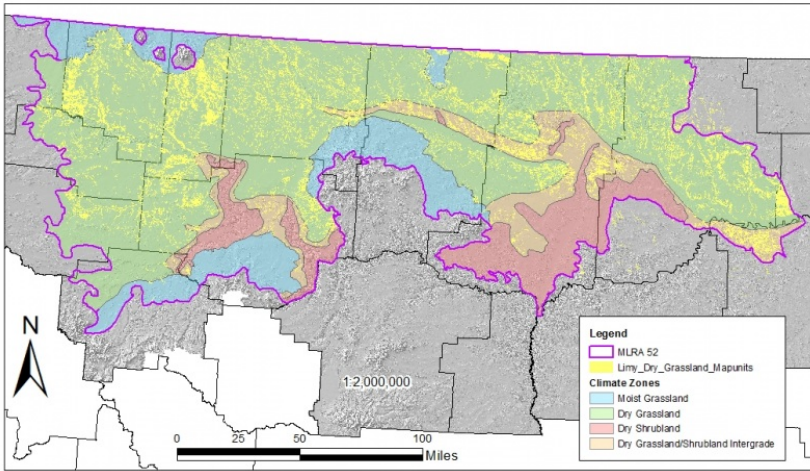 N
1:2,000,000
0 25 50 100
Miles
Legend
MLRA 52
Limy_Dry_Grassland_Mapunits
Climate Zones
Moist Grassland
Dry Grassland
Dry Shrubland
Dry Grassland/Shrubland Intergrade